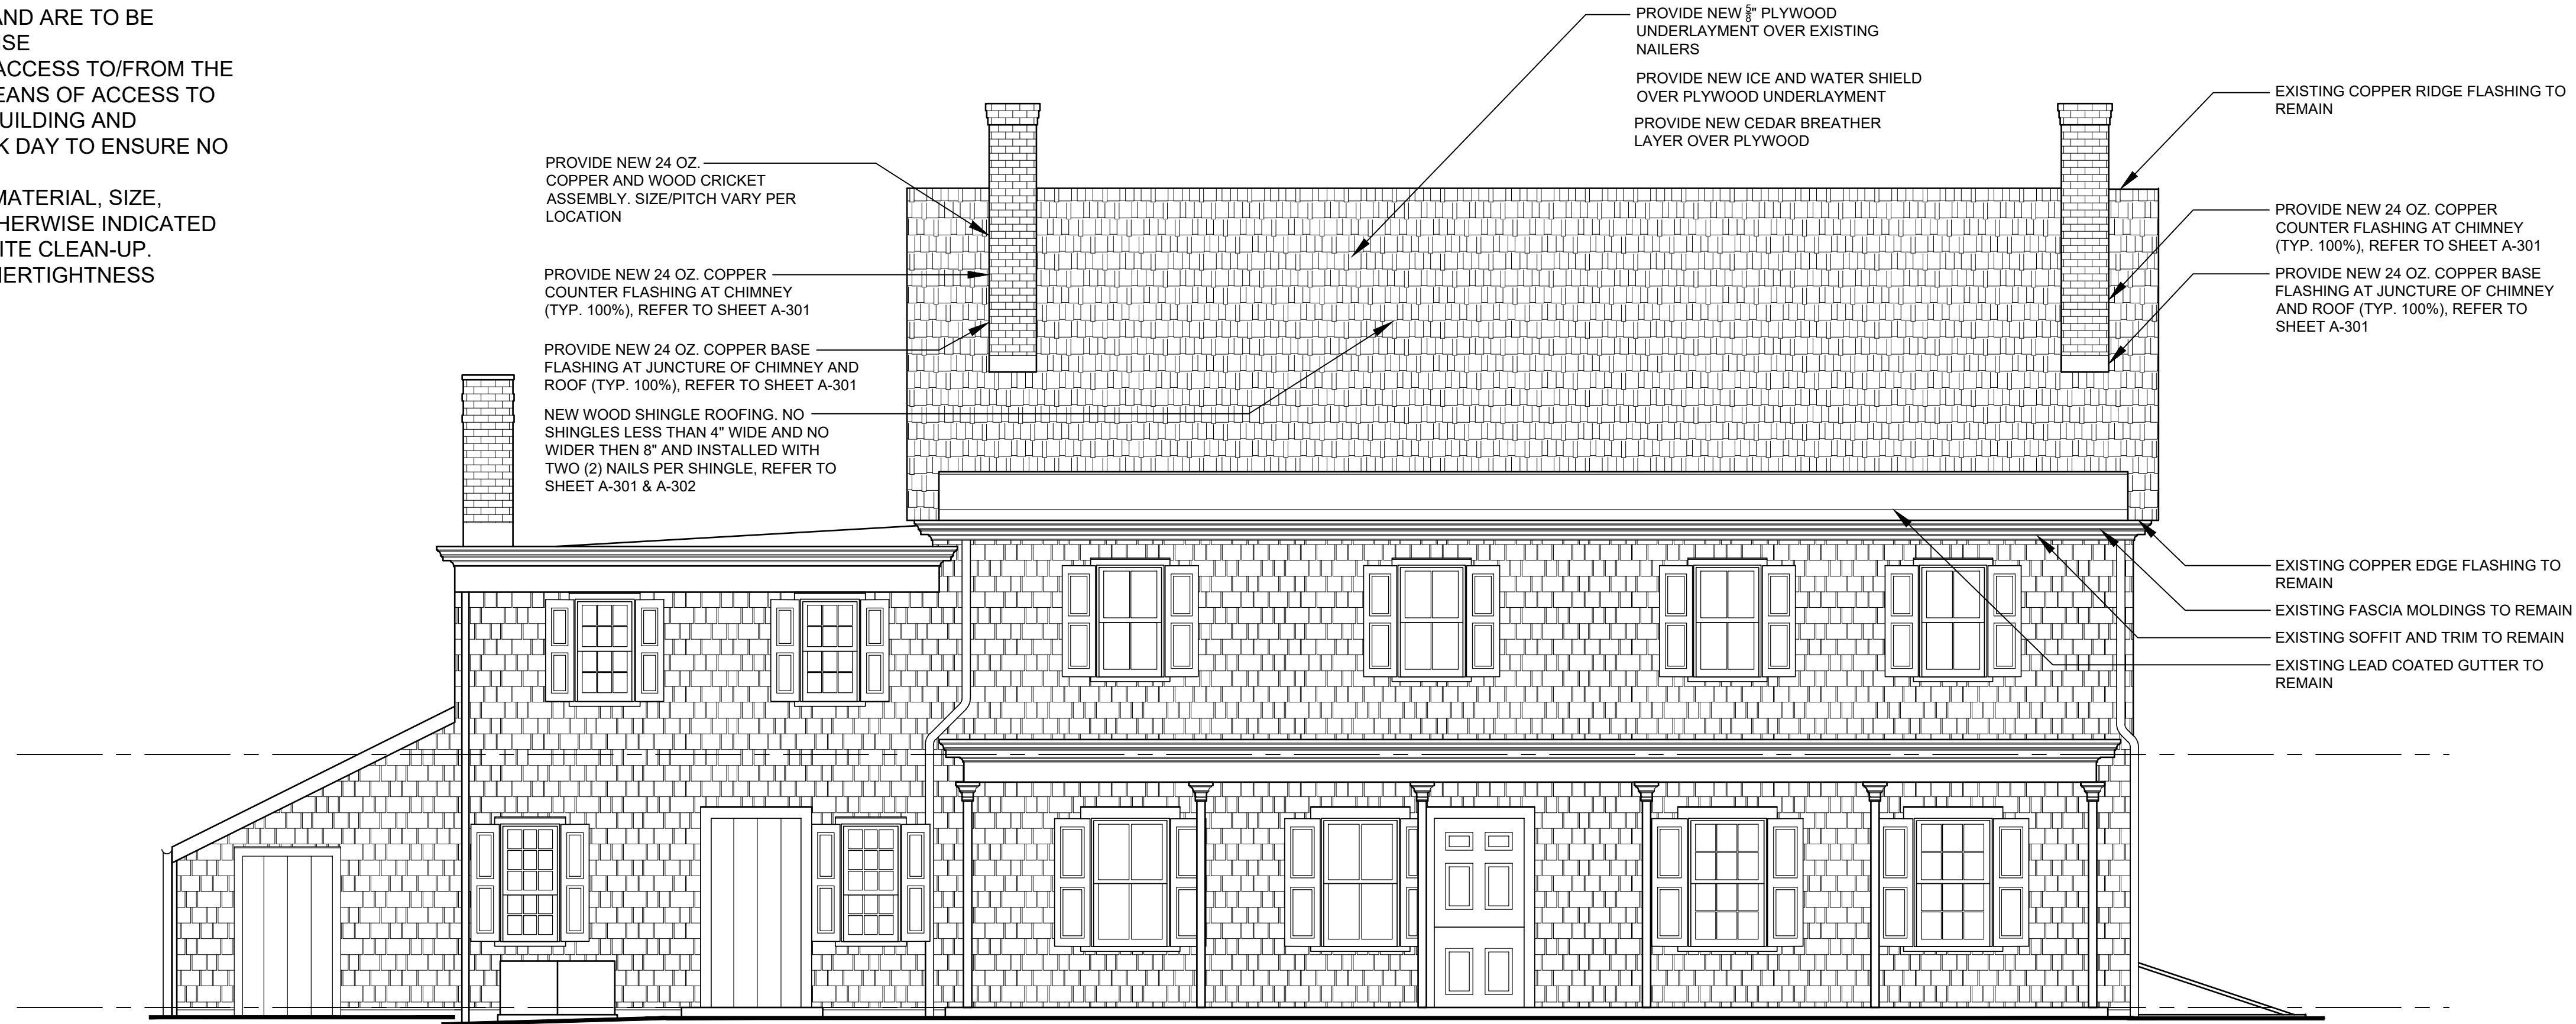 AND ARE TO BE
ISE
ACCESS TO/FROM THE
EANS OF ACCESS TO
UILDING AND
K DAY TO ENSURE NO
MATERIAL, SIZE,
HERWISE INDICATED
ITE CLEAN-UP.
HERTIGHTNESS
PROVIDE NEW 24 OZ.
COPPER AND WOOD CRICKET
ASSEMBLY. SIZE/PITCH VARY PER
LOCATION
PROVIDE NEW 24 OZ. COPPER
COUNTER FLASHING AT CHIMNEY
(TYP. 100%), REFER TO SHEET A-301
PROVIDE NEW 24 OZ. COPPER BASE
FLASHING AT JUNCTURE OF CHIMNEY AND
ROOF (TYP. 100%), REFER TO SHEET A-301
NEW WOOD SHINGLE ROOFING. NO
SHINGLES LESS THAN 4" WIDE AND NO
WIDER THEN 8" AND INSTALLED WITH
TWO (2) NAILS PER SHINGLE, REFER TO
SHEET A-301 & A-302
PROVIDE NEW 5/8" PLYWOOD
UNDERLAYMENT OVER EXISTING
NAILERS
PROVIDE NEW ICE AND WATER SHIELD
OVER PLYWOOD UNDERLAYMENT
PROVIDE NEW CEDAR BREATHER
LAYER OVER PLYWOOD
EXISTING COPPER RIDGE FLASHING TO
REMAIN
PROVIDE NEW 24 OZ. COPPER
COUNTER FLASHING AT CHIMNEY
(TYP. 100%), REFER TO SHEET A-301
PROVIDE NEW 24 OZ. COPPER BASE
FLASHING AT JUNCTURE OF CHIMNEY
AND ROOF (TYP. 100%), REFER TO
SHEET A-301
EXISTING COPPER EDGE FLASHING TO
REMAIN
EXISTING FASCIA MOLDINGS TO REMAIN
EXISTING SOFFIT AND TRIM TO REMAIN
EXISTING LEAD COATED GUTTER TO
REMAIN